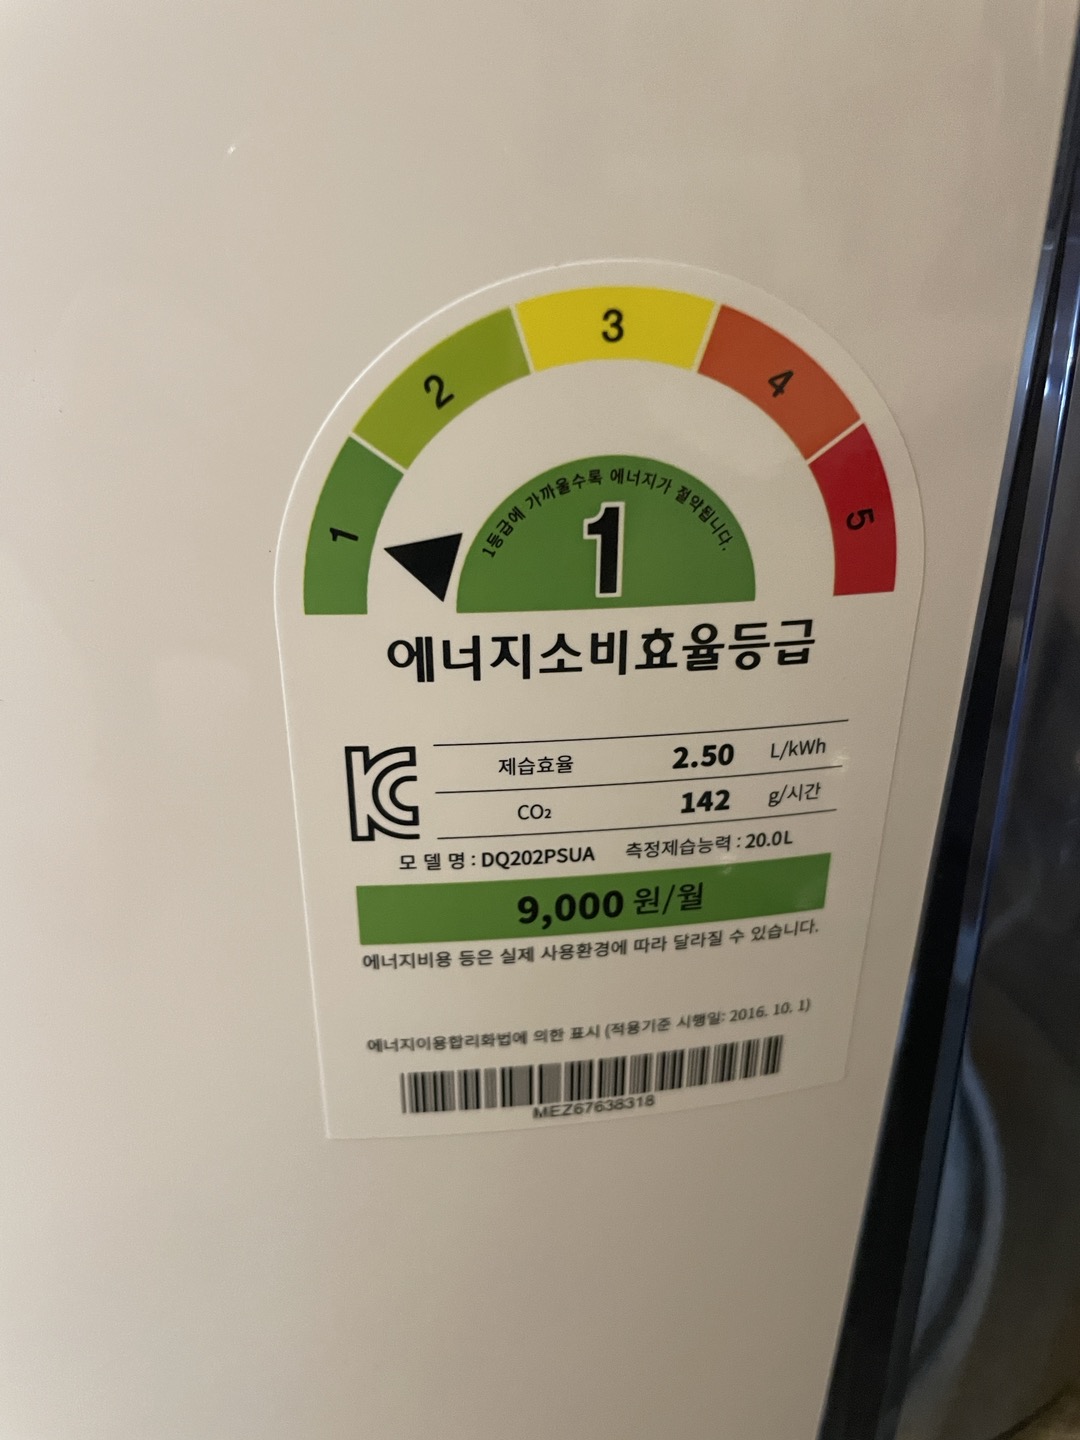 3
2
4
1
5
1등급에 가까울수록 에너지가 절약됩니다.
1
에너지소비효율등급
제습효율 2.50 L/kWh
CO₂ 142 g/시간
모 델 명 : DQ202PSUA 측정제습능력 : 20.0L
9,000 원/월
에너지비용 등은 실제 사용환경에 따라 달라질 수 있습니다.
에너지이용합리화법에 의한 표시 (적용기준 시행일: 2016. 10. 1)
MEZ67638318